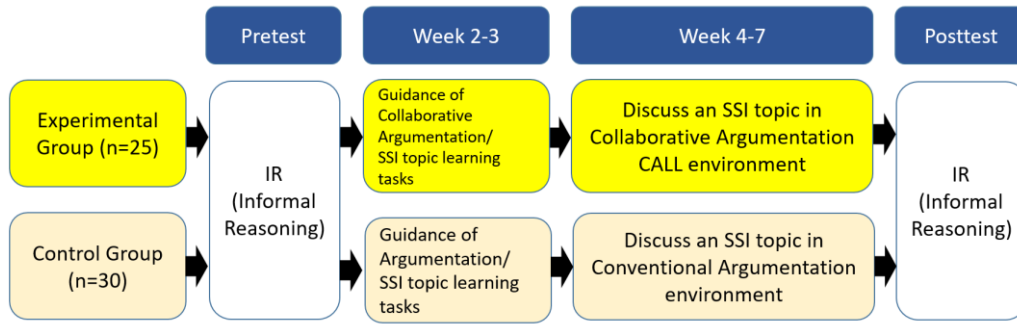 Pretest
Week 2-3
Week 4-7
Posttest
Experimental
Group (n=25)
IR
(Informal
Reasoning)
Guidance of
Collaborative
Argumentation/
SSI topic learning
tasks
Discuss an SSI topic in
Collaborative Argumentation
CALL environment
IR
(Informal
Reasoning)
Control Group
(n=30)
Guidance of
Argumentation/
SSI topic learning
tasks
Discuss an SSI topic in
Conventional Argumentation
environment